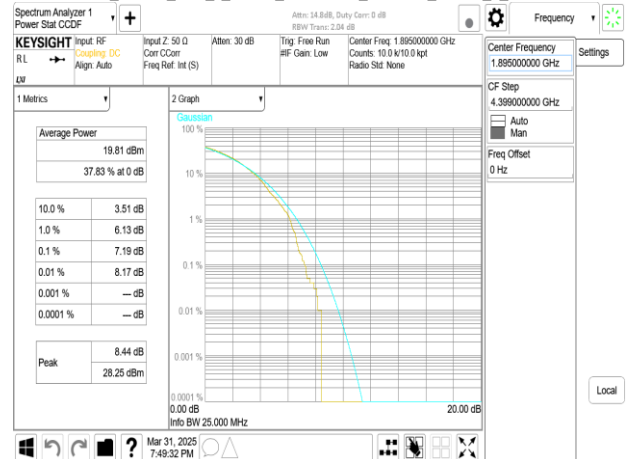 Spectrum Analyzer 1
Power Stat CCDF
Attn: 14.8dB, Duty Corr: 0 dB
RBW Trans: 2.04 dB
Frequency
KEYSIGHT
RL
LXI
Input: RF
Coupling: DC
Align: Auto
Input Z: 50 Ω
Corr CCorr
Freq Ref: Int (S)
Atten: 30 dB
Trig: Free Run
#IF Gain: Low
Center Freq: 1.895000000 GHz
Counts: 10.0 k/10.0 kpt
Radio Std: None
Center Frequency
1.895000000 GHz
Settings
CF Step
4.399000000 GHz
Auto
Man
Freq Offset
0 Hz
1 Metrics
Average Power
19.81 dBm
37.83 % at 0 dB
10.0 % 3.51 dB
1.0 % 6.13 dB
0.1 % 7.19 dB
0.01 % 8.17 dB
0.001 % — dB
0.0001 % — dB
Peak
8.44 dB
28.25 dBm
2 Graph
Gaussian
100 %
10 %
1 %
0.1 %
0.01 %
0.001 %
0.0001 %
0.00 dB 20.00 dB
Info BW 25.000 MHz
Local
?
Mar 31, 2025
7:49:32 PM